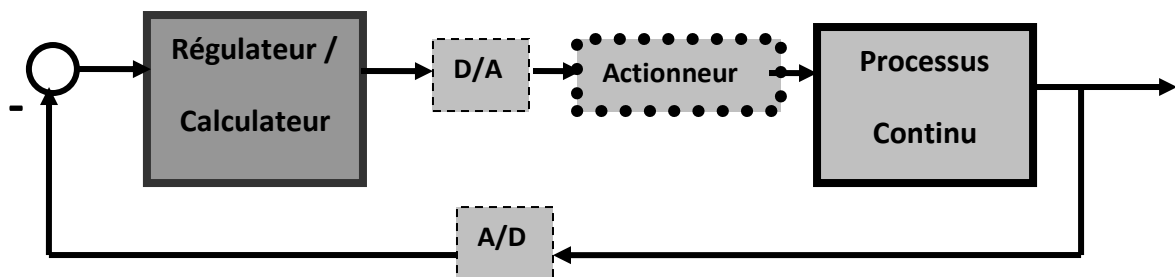 Régulateur /
Calculateur
D/A
Actionneur
Processus
Continu
-
A/D